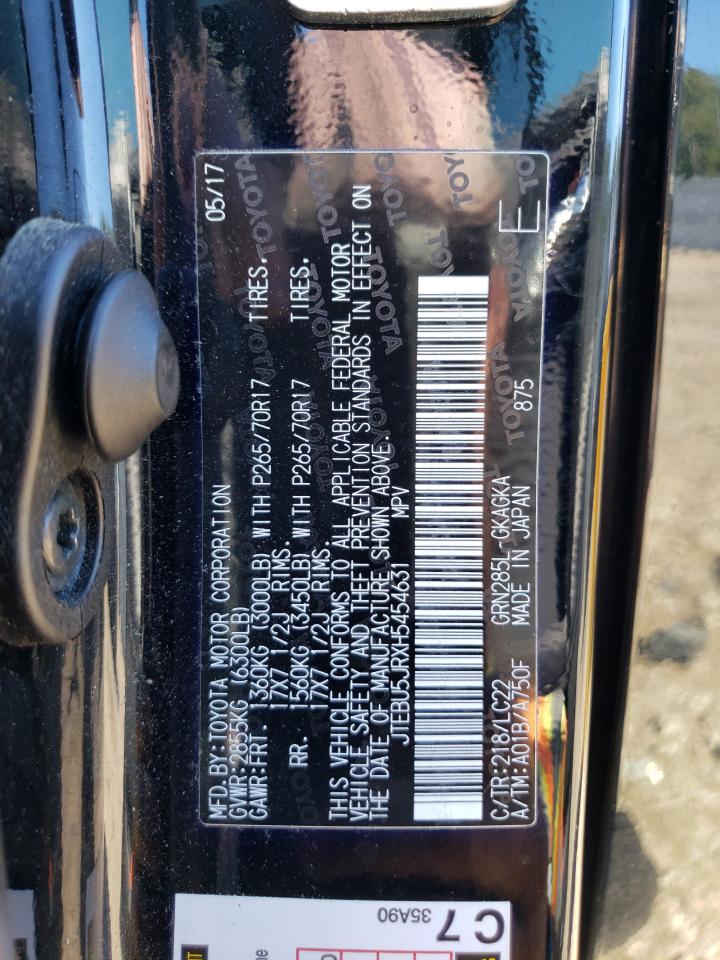 MFD. BY:TOYOTA MOTOR CORPORATION 05/17
GVWR:2855KG (6300LB)
GAWR:FRT. 1360KG (3000LB) WITH P265/70R17 TIRES.
17X7 1/2J RIMS.
RR. 1560KG (3450LB) WITH P265/70R17 TIRES.
17X7 1/2J RIMS.
THIS VEHICLE CONFORMS TO ALL APPLICABLE FEDERAL MOTOR
VEHICLE SAFETY AND THEFT PREVENTION STANDARDS IN EFFECT ON
THE DATE OF MANUFACTURE SHOWN ABOVE.
JTEBU5JRXH5454631 MPV
C/TR:218/LC22 GRN285L-GKAGKA
A/TM:A01B/A750F MADE IN JAPAN 875 E
C7
35A90